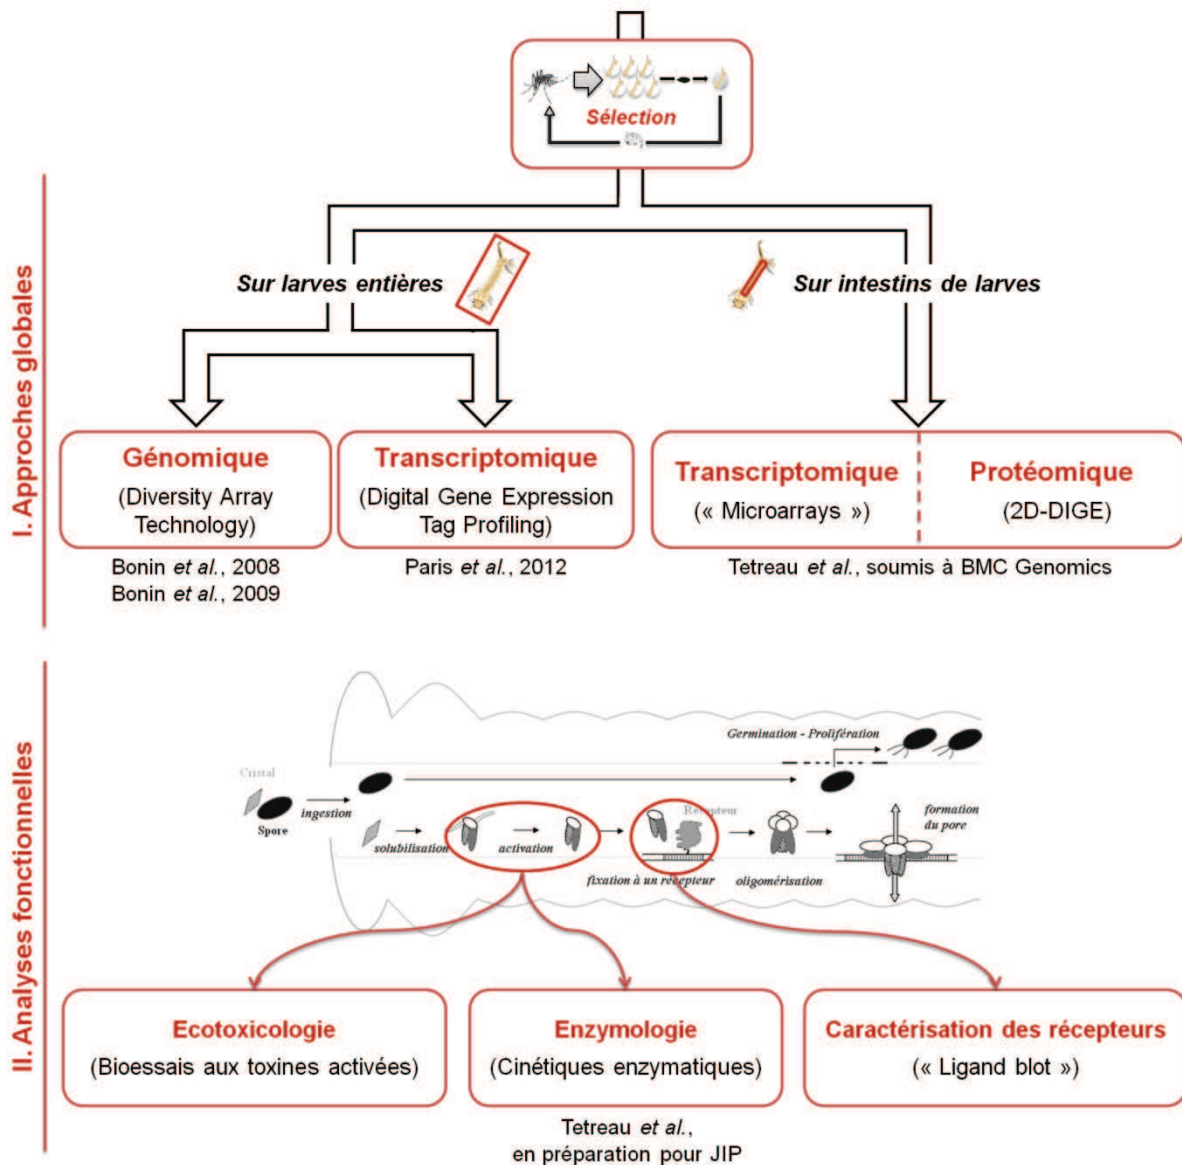 Sélection
I. Approches globales
Sur larves entières
Sur intestins de larves
Génomique
(Diversity Array
Technology)
Bonin et al., 2008
Bonin et al., 2009
Transcriptomique
(Digital Gene Expression
Tag Profiling)
Paris et al., 2012
Transcriptomique
(« Microarrays »)
Protéomique
(2D-DIGE)
Tetreau et al., soumis à BMC Genomics
II. Analyses fonctionnelles
Germination - Prolifération
Cristal
Spore
ingestion
solubilisation
activation
Récepteur
fixation à un récepteur
oligomérisation
formation
du pore
Ecotoxicologie
(Bioessais aux toxines activées)
Enzymologie
(Cinétiques enzymatiques)
Tetreau et al.,
en préparation pour JIP
Caractérisation des récepteurs
(« Ligand blot »)